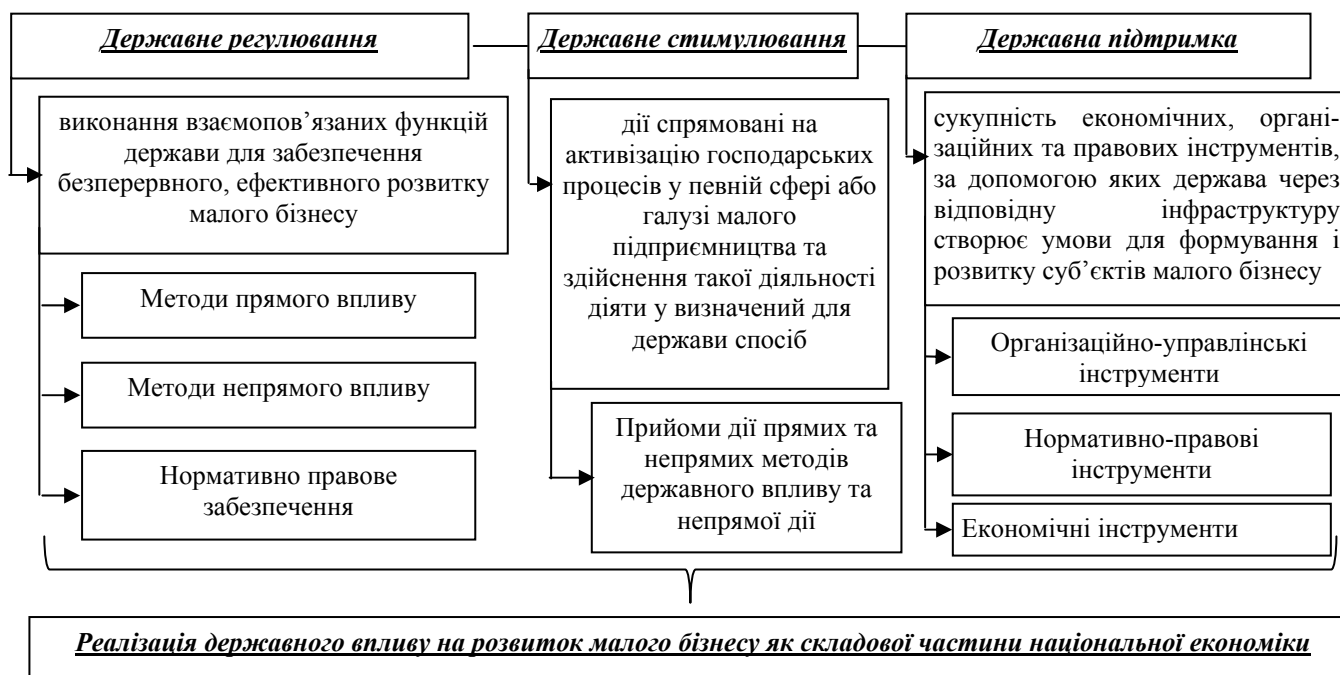 Державне регулювання
Державне стимулювання
Державна підтримка
виконання взаємопов’язаних функцій
держави для забезпечення
безперервного, ефективного розвитку
малого бізнесу
Методи прямого впливу
Методи непрямого впливу
Нормативно правове
забезпечення
дії спрямовані на
активізацію господарських
процесів у певній сфері або
галузі малого
підприємництва та
здійснення такої діяльності
діяти у визначений для
держави спосіб
Прийоми дії прямих та
непрямих методів
державного впливу та
непрямої дії
сукупність економічних, органі-
заційних та правових інструментів,
за допомогою яких держава через
відповідну інфраструктуру
створює умови для формування і
розвитку суб’єктів малого бізнесу
Організаційно-управлінські
інструменти
Нормативно-правові
інструменти
Економічні інструменти
Реалізація державного впливу на розвиток малого бізнесу як складової частини національної економіки